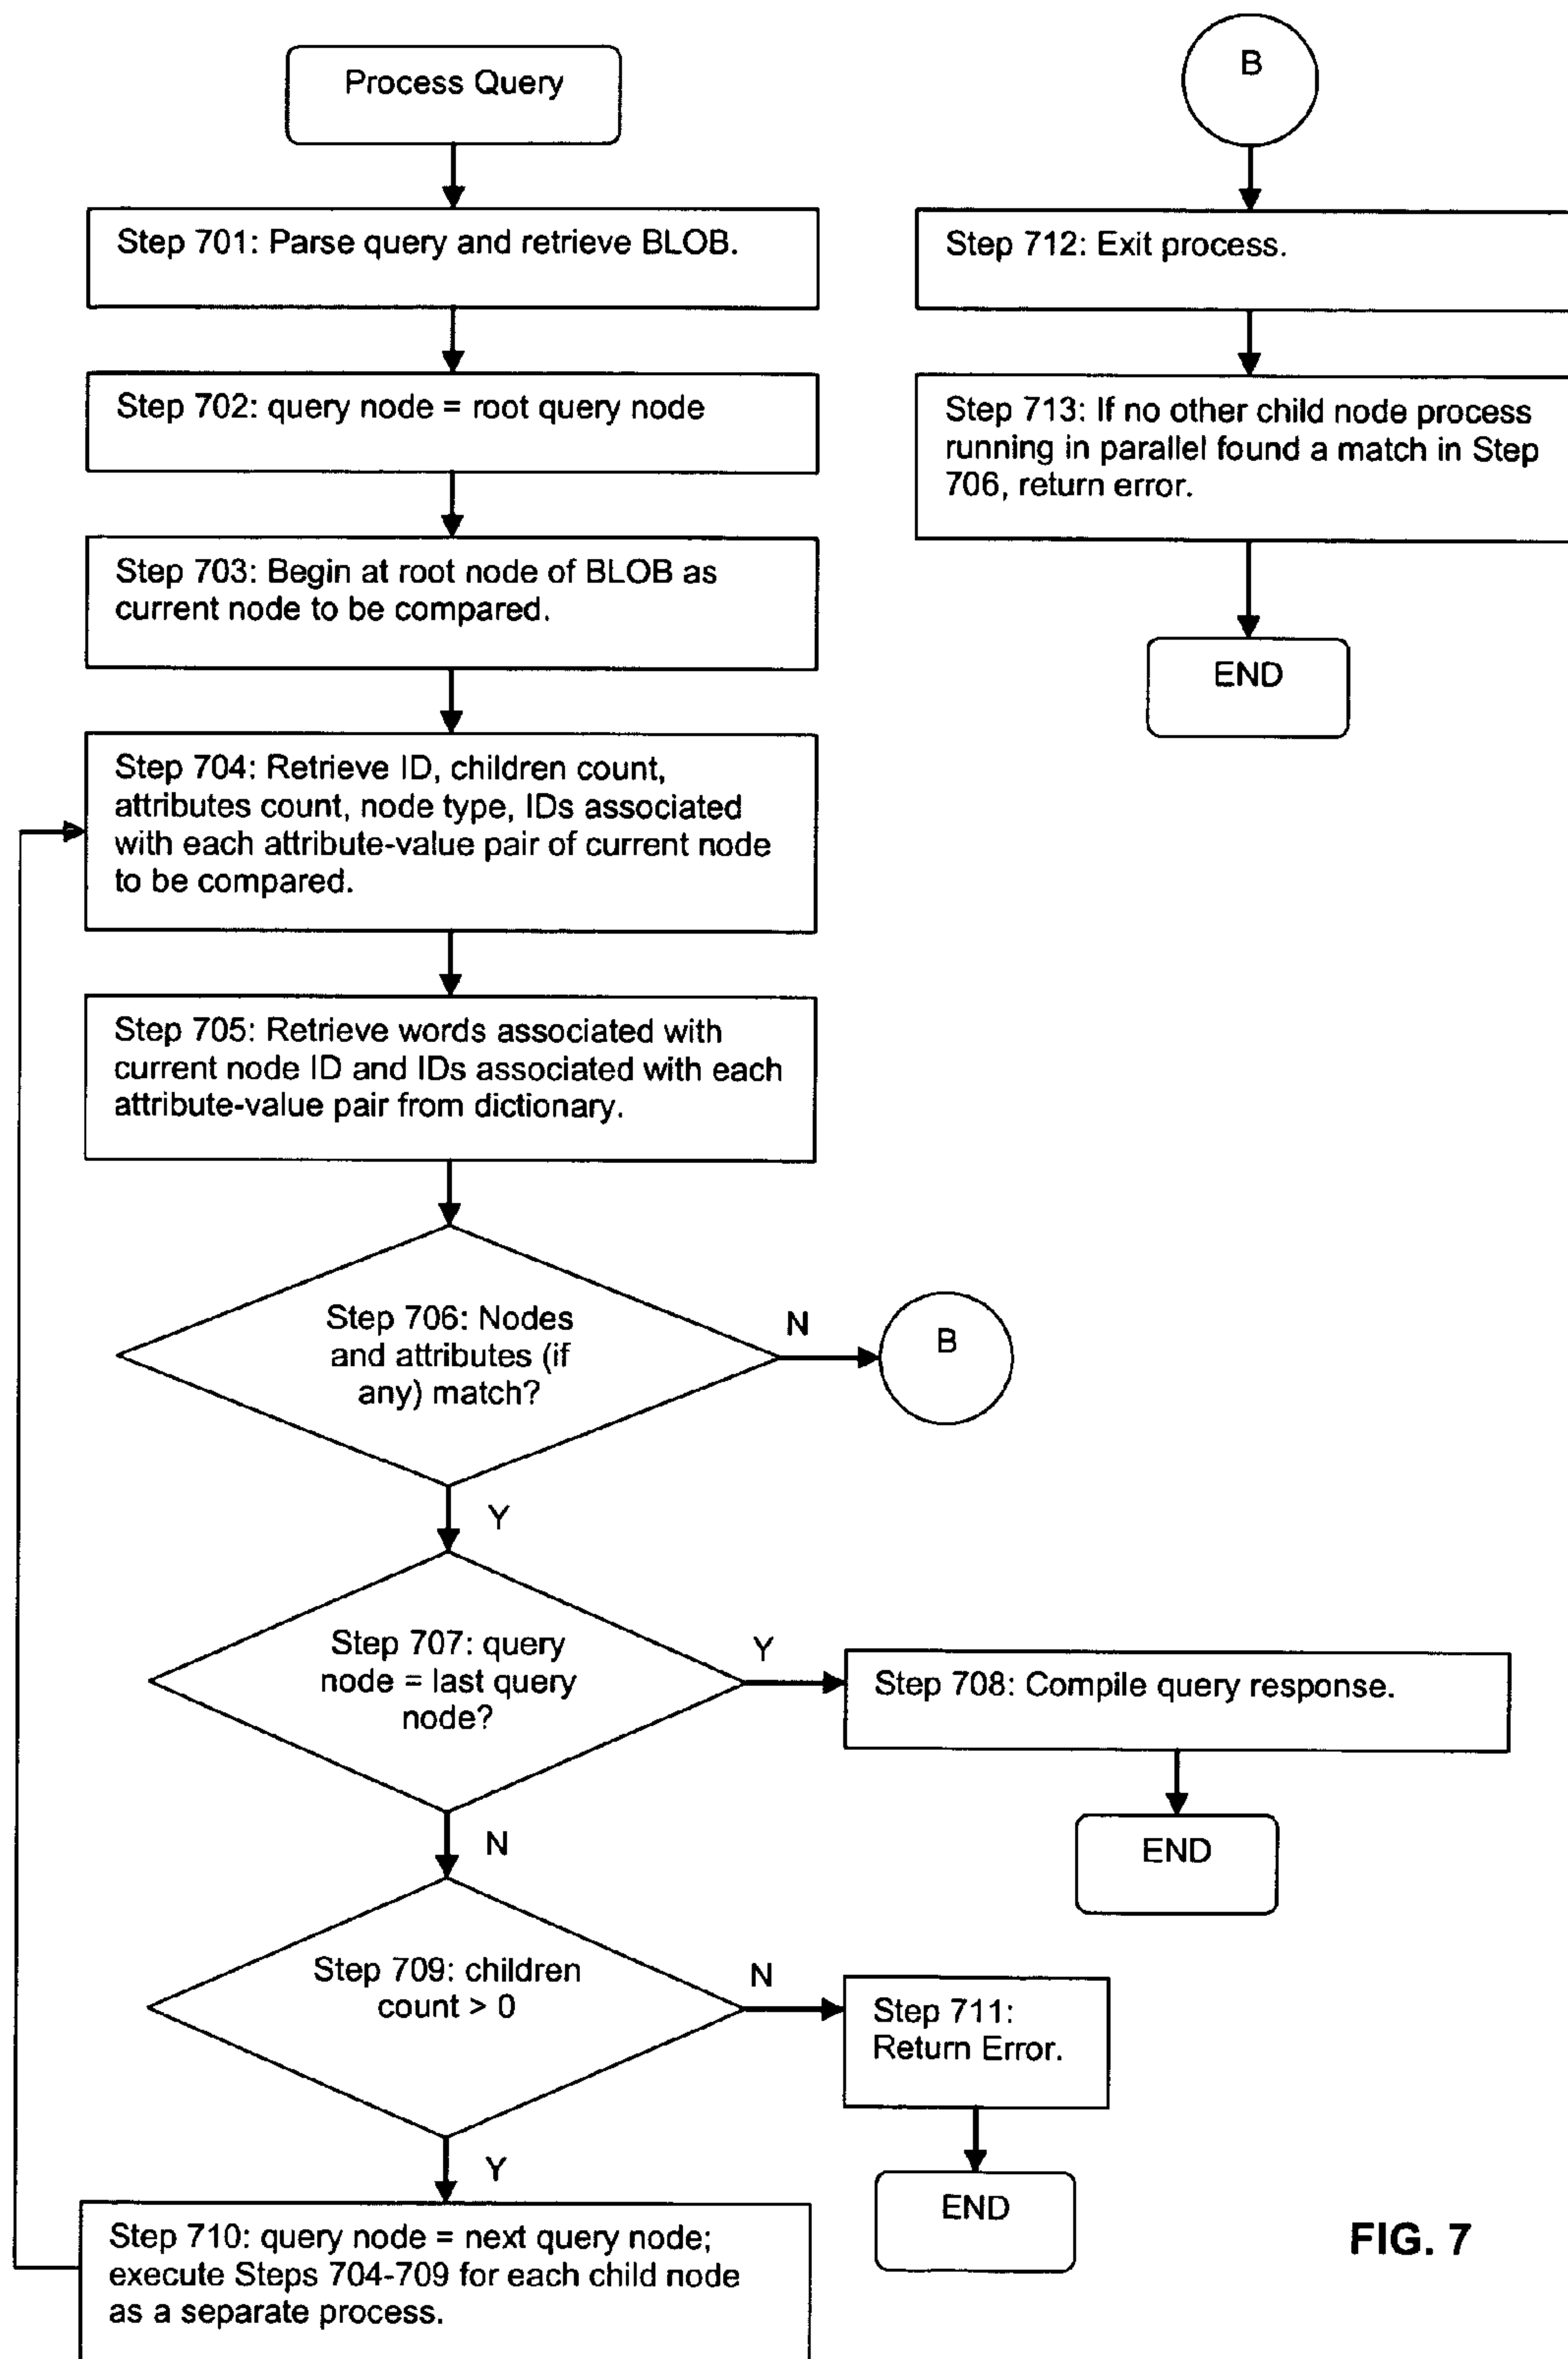 Process Query
Step 701: Parse query and retrieve BLOB.
Step 702: query node = root query node
Step 703: Begin at root node of BLOB as
current node to be compared.
Step 704: Retrieve ID, children count,
attributes count, node type, IDs associated
with each attribute-value pair of current node
to be compared.
Step 705: Retrieve words associated with
current node ID and IDs associated with each
attribute-value pair from dictionary.
Step 706: Nodes
and attributes (if
any) match?
N
B
Y
Step 707: query
node = last query
node?
Y
Step 708: Compile query response.
END
N
Step 709: children
count > 0
N
Step 711:
Return Error.
END
Y
Step 710: query node = next query node;
execute Steps 704-709 for each child node
as a separate process.
B
Step 712: Exit process.
Step 713: If no other child node process
running in parallel found a match in Step
706, return error.
END
FIG. 7